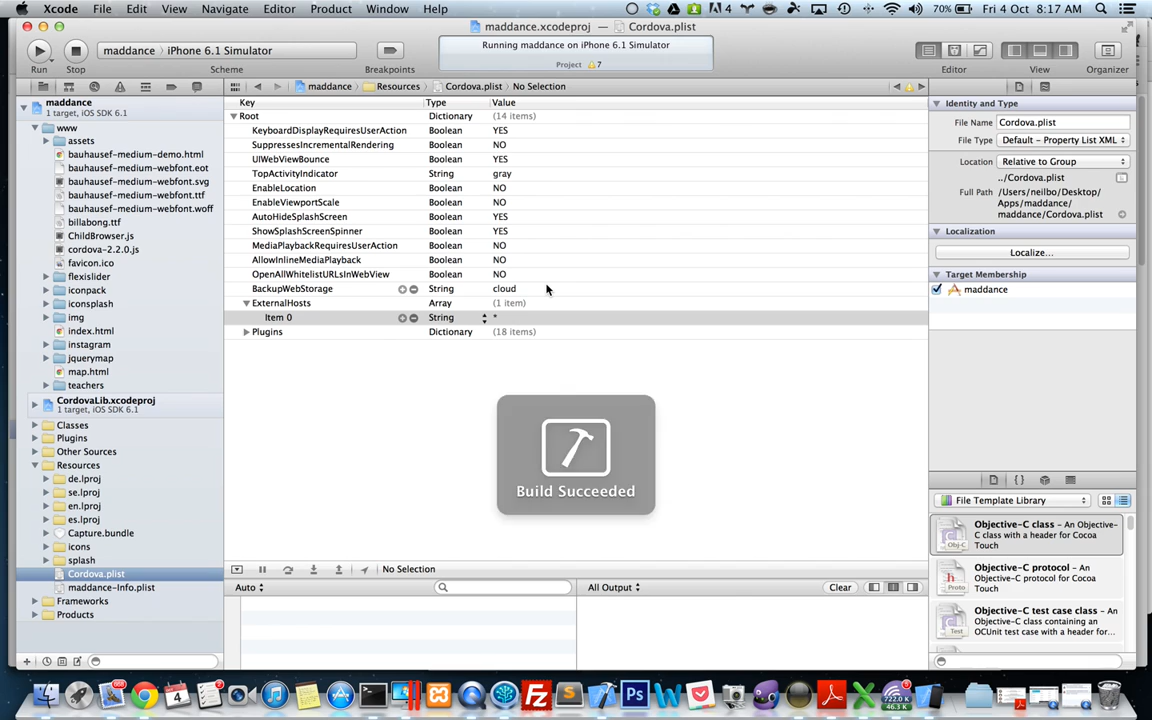 Xcode File Edit View Navigate Editor Product Window Help 4 70% Fri 4 Oct 8:17 AM
maddance.xcodeproj — Cordova.plist
maddance 〉 iPhone 6.1 Simulator
Running maddance on iPhone 6.1 Simulator
Project 7
Run Stop Scheme Breakpoints Editor View Organizer
maddance Resources Cordova.plist No Selection
maddance
1 target, iOS SDK 6.1
www
assets
bauhausef-medium-demo.html
bauhausef-medium-webfont.eot
bauhausef-medium-webfont.svg
bauhausef-medium-webfont.ttf
bauhausef-medium-webfont.woff
billabong.ttf
ChildBrowser.js
cordova-2.2.0.js
favicon.ico
flexislider
iconpack
iconsplash
img
index.html
instagram
jquerymap
map.html
teachers
CordovaLib.xcodeproj
1 target, iOS SDK 6.1
Classes
Plugins
Other Sources
Resources
de.lproj
se.lproj
en.lproj
es.lproj
Capture.bundle
icons
splash
Cordova.plist
maddance-Info.plist
Frameworks
Products
Key Type Value
Root Dictionary (14 items)
KeyboardDisplayRequiresUserAction Boolean YES
SuppressesIncrementalRendering Boolean NO
UIWebViewBounce Boolean YES
TopActivityIndicator String gray
EnableLocation Boolean NO
EnableViewportScale Boolean NO
AutoHideSplashScreen Boolean YES
ShowSplashScreenSpinner Boolean YES
MediaPlaybackRequiresUserAction Boolean NO
AllowInlineMediaPlayback Boolean NO
OpenAllWhitelistURLsInWebView Boolean NO
BackupWebStorage String cloud
ExternalHosts Array (1 item)
Item 0 String *
Plugins Dictionary (18 items)
Build Succeeded
No Selection
Auto All Output Clear
Identity and Type
File Name Cordova.plist
File Type Default - Property List XML
Location Relative to Group
../Cordova.plist
Full Path /Users/neilbo/Desktop/
Apps/maddance/
maddance/Cordova.plist
Localization
Localize...
Target Membership
maddance
File Template Library
Objective-C class - An Objective-
C class with a header for Cocoa
Touch
Objective-C protocol - An
Objective-C protocol for Cocoa
Touch
Objective-C test case class - An
Objective-C class containing an
OCUnit test case with a header for...